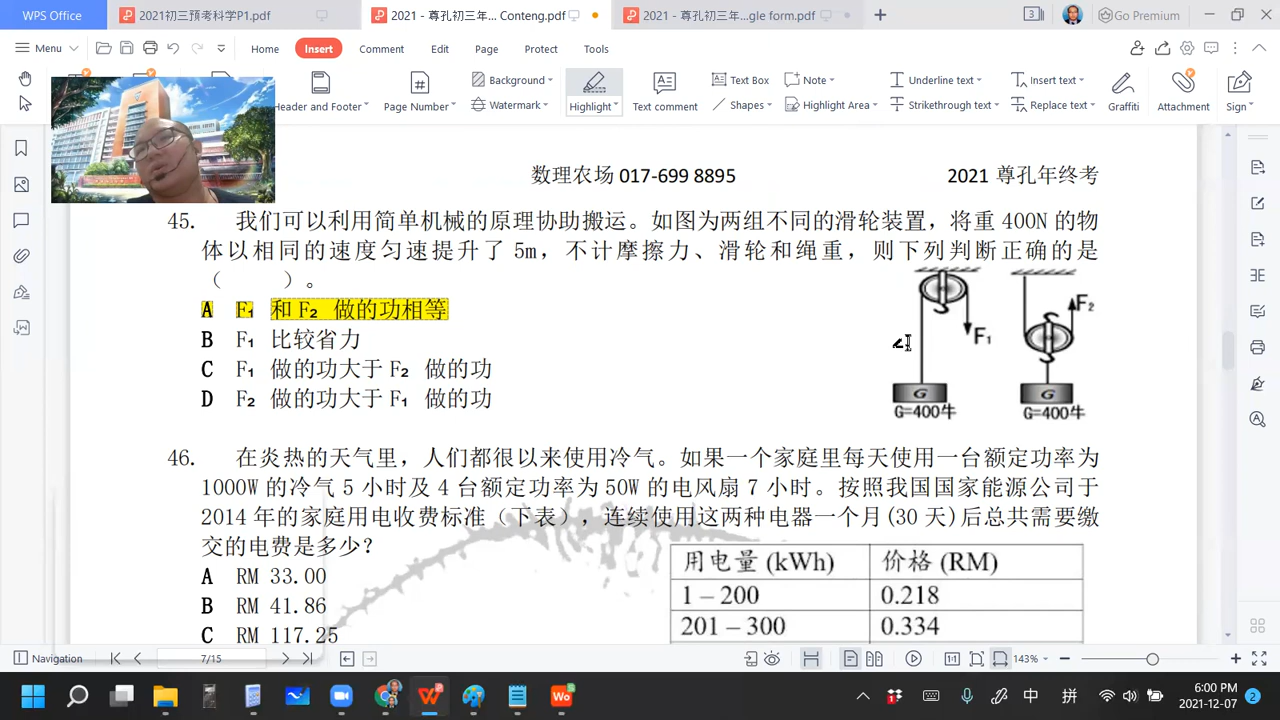 WPS Office
2021初三预考科学P1.pdf
2021 - 尊孔初三年... Conteng.pdf
2021 - 尊孔初三年...gle form.pdf
3
Go Premium
Menu
Home
Insert
Comment
Edit
Page
Protect
Tools
Header and Footer
Page Number
Background
Watermark
Highlight
Text comment
Text Box
Shapes
Note
Highlight Area
Underline text
Strikethrough text
Insert text
Replace text
Graffiti
Attachment
Sign
数理农场 017-699 8895
2021 尊孔年终考
45. 我们可以利用简单机械的原理协助搬运。如图为两组不同的滑轮装置，将重 400N 的物
体以相同的速度匀速提升了 5m，不计摩擦力、滑轮和绳重，则下列判断正确的是
（ ）。
A F₁ 和 F₂ 做的功相等
B F₁ 比较省力
C F₁ 做的功大于 F₂ 做的功
D F₂ 做的功大于 F₁ 做的功
F₁
F₂
G
G
G=400牛
G=400牛
46. 在炎热的天气里，人们都很以来使用冷气。如果一个家庭里每天使用一台额定功率为
1000W 的冷气 5 小时及 4 台额定功率为 50W 的电风扇 7 小时。按照我国国家能源公司于
2014 年的家庭用电收费标准（下表），连续使用这两种电器一个月(30 天)后总共需要缴
交的电费是多少？
A RM 33.00
B RM 41.86
C RM 117.25
用电量 (kWh) 价格 (RM)
1 – 200 0.218
201 – 300 0.334
Navigation
7/15
143%
中
拼
6:00 PM
2021-12-07
2